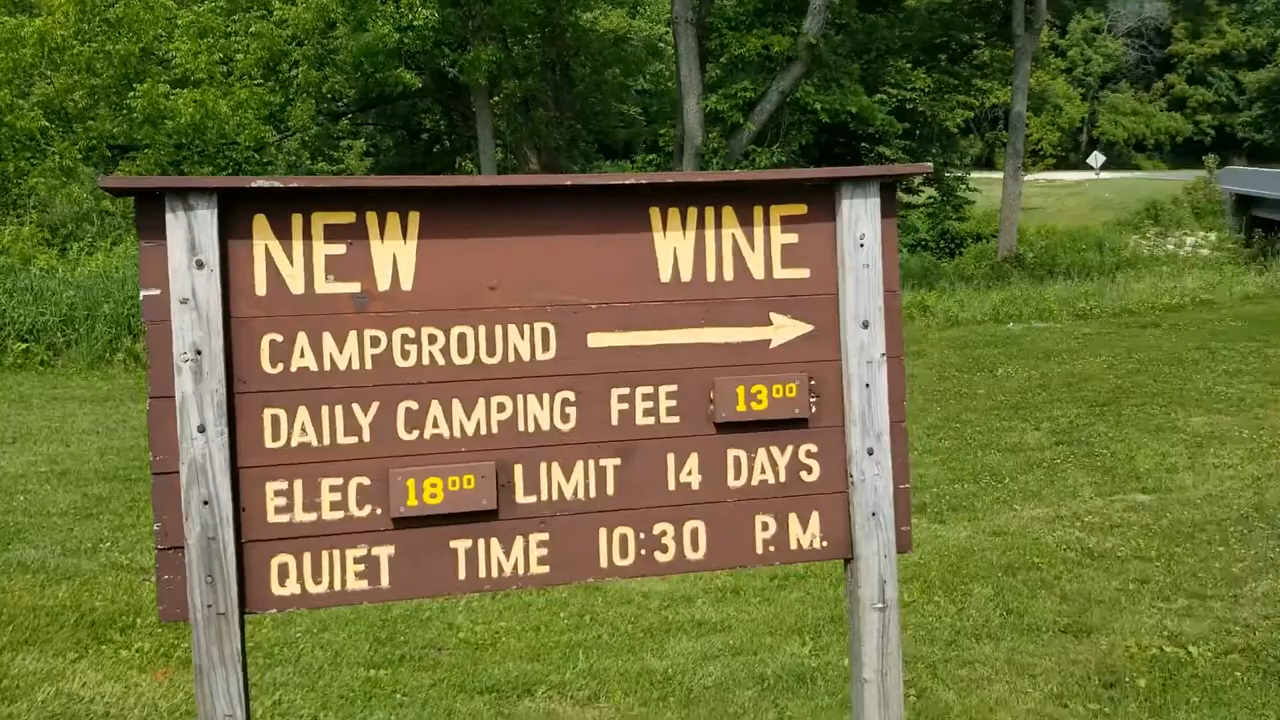 NEW WINE
CAMPGROUND
DAILY CAMPING FEE 13⁰⁰
ELEC. 18⁰⁰ LIMIT 14 DAYS
QUIET TIME 10:30 P.M.